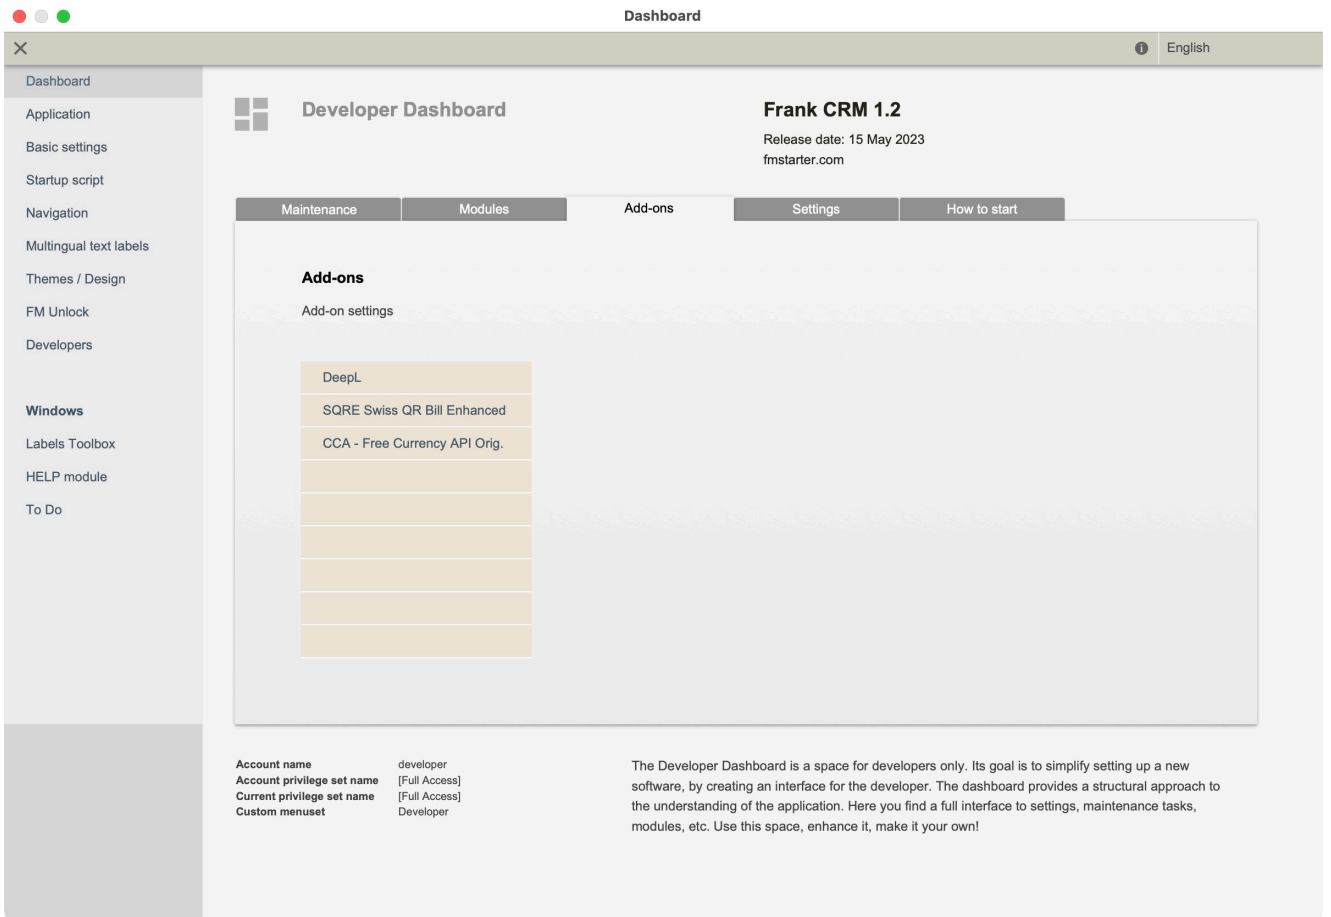 Dashboard
English
Dashboard
Application
Basic settings
Startup script
Navigation
Multingual text labels
Themes / Design
FM Unlock
Developers
Windows
Labels Toolbox
HELP module
To Do
Developer Dashboard
Frank CRM 1.2
Release date: 15 May 2023
fmstarter.com
Maintenance
Modules
Add-ons
Settings
How to start
Add-ons
Add-on settings
DeepL
SQRE Swiss QR Bill Enhanced
CCA - Free Currency API Orig.
Account name developer
Account privilege set name [Full Access]
Current privilege set name [Full Access]
Custom menuset Developer
The Developer Dashboard is a space for developers only. Its goal is to simplify setting up a new
software, by creating an interface for the developer. The dashboard provides a structural approach to
the understanding of the application. Here you find a full interface to settings, maintenance tasks,
modules, etc. Use this space, enhance it, make it your own!